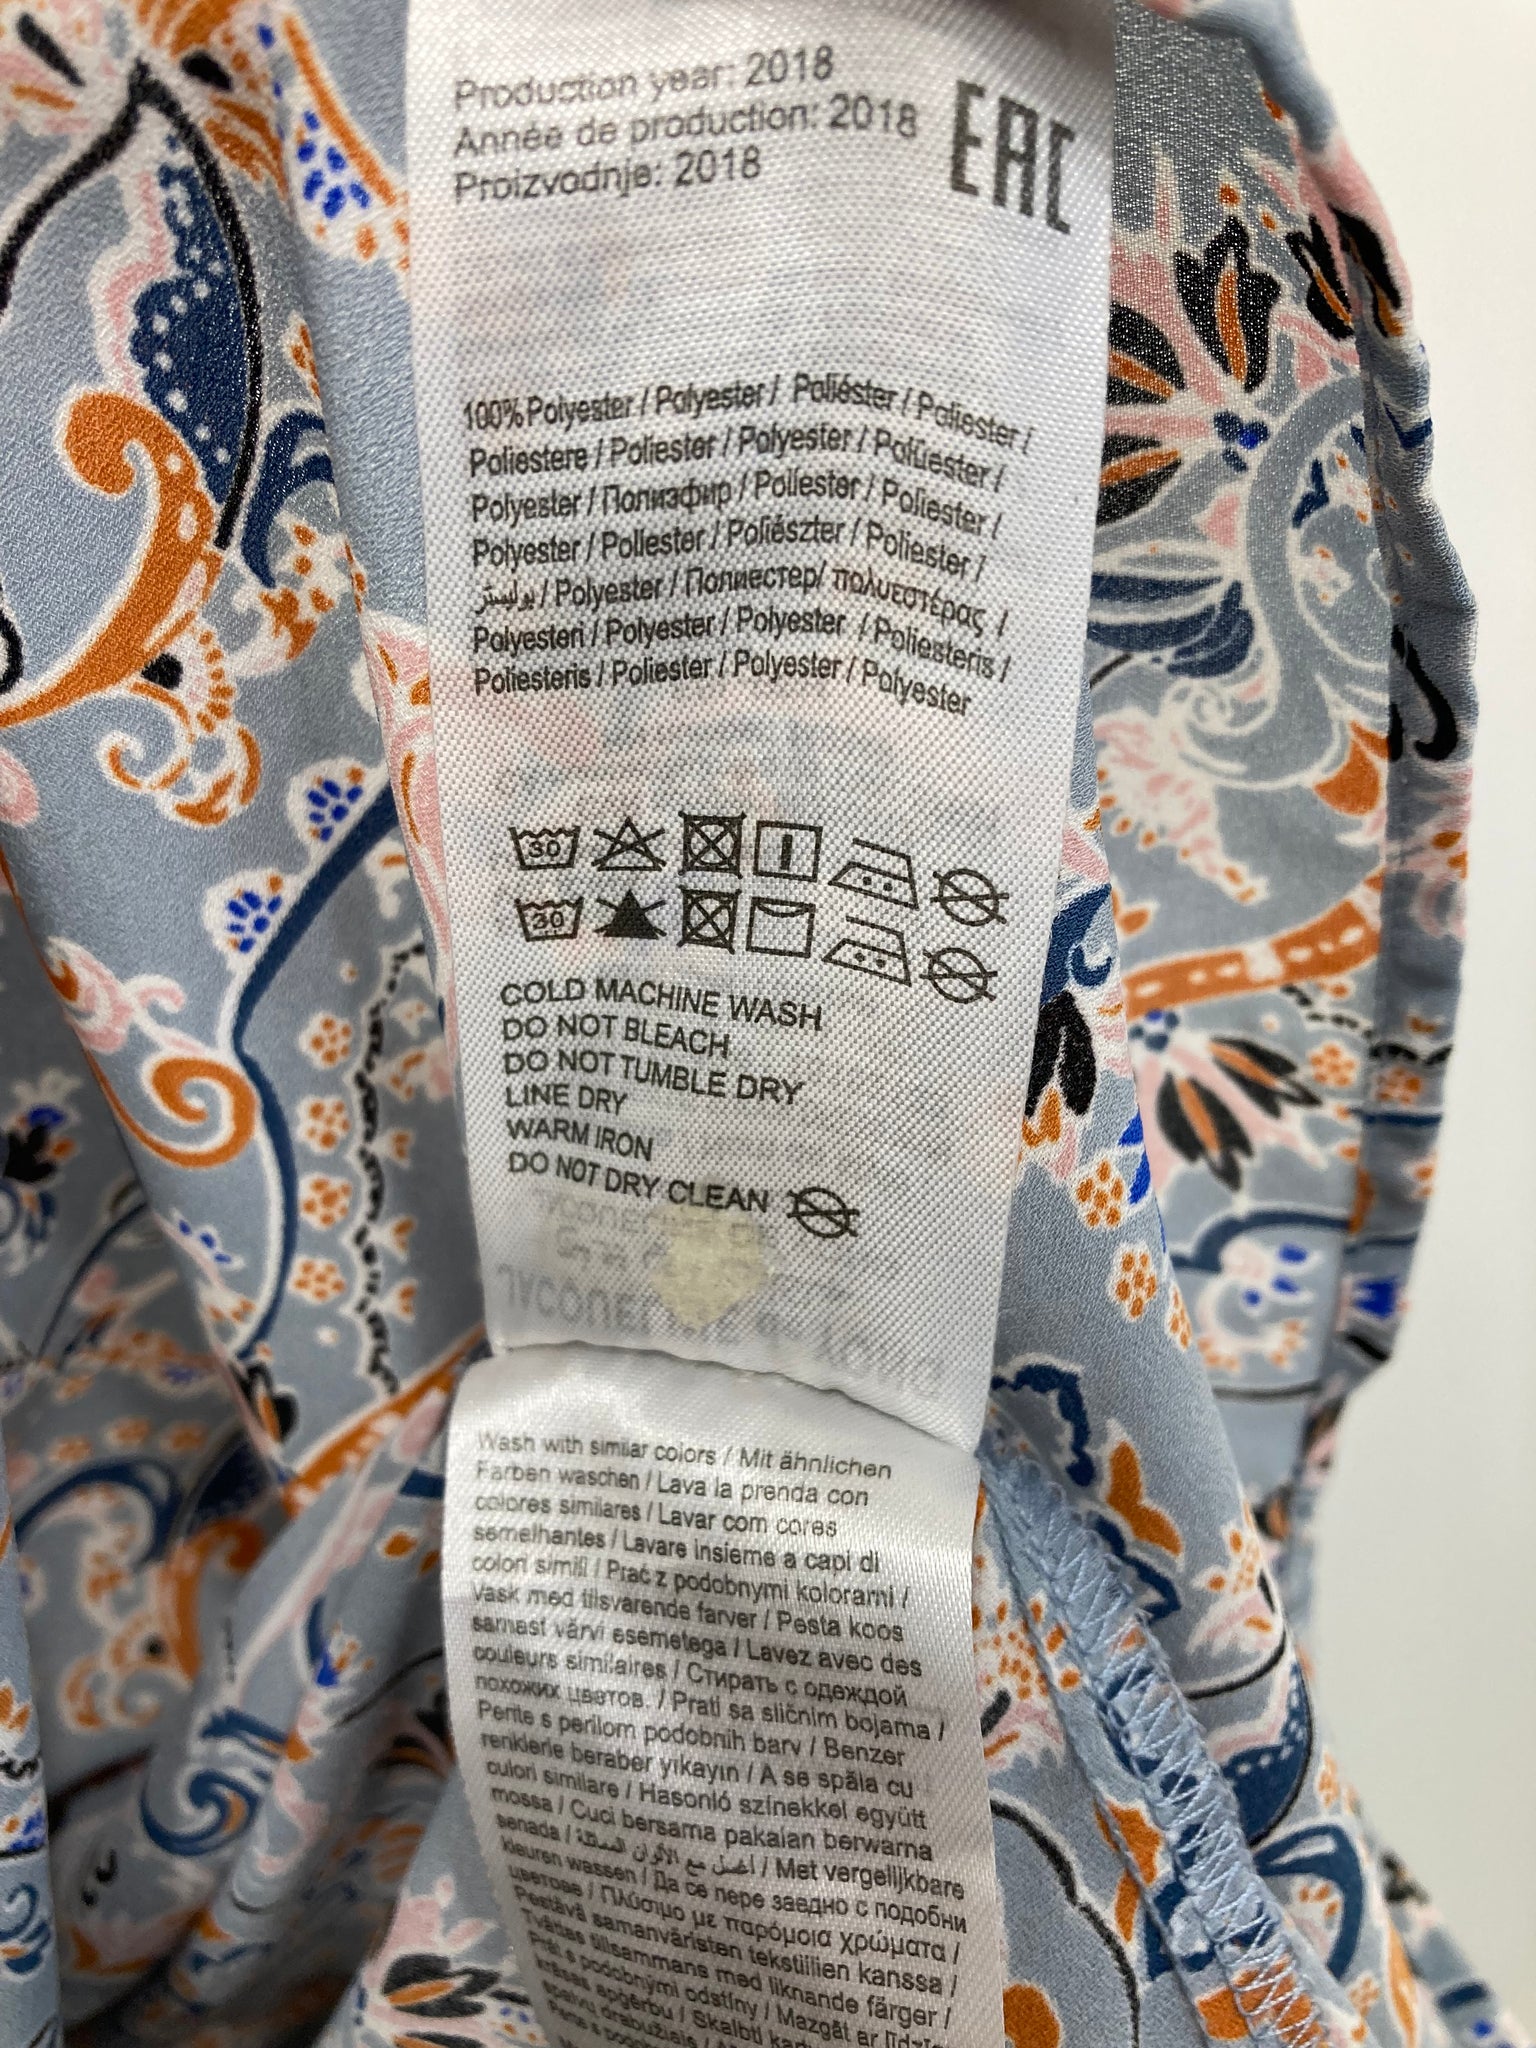 Production year: 2018
Année de production: 2018
Proizvodnje: 2018
EAC
100% Polyester / Polyester / Poliéster / Poliester /
Poliestere / Poliester / Polyester / Poliüester /
Polyester / Полиэфир / Poliester / Poliester /
Polyester / Poliester / Poliészter / Poliester /
بوليستر / Polyester / Полиестер/ πολυεστέρας /
Polyesteri / Polyester / Polyester / Poliesteris /
Poliesteris / Poliester / Polyester / Polyester
30
30
COLD MACHINE WASH
DO NOT BLEACH
DO NOT TUMBLE DRY
LINE DRY
WARM IRON
DO NOT DRY CLEAN
Wash with similar colors / Mit ähnlichen
Farben waschen / Lava la prenda con
colores similares / Lavar com cores
semelhantes / Lavare insieme a capi di
colori simili / Prać z podobnymi kolorami /
Vask med tilsvarende farver / Pesta koos
samast värvi esemetega / Lavez avec des
couleurs similaires / Стирать с одеждой
похожих цветов. / Prati sa sličnim bojama /
Perite s perilom podobnih barv / Benzer
renklerle beraber yıkayın / A se spăla cu
culori similare / Hasonló színekkel együtt
mossa / Cuci bersama pakaian berwarna
senada / اغسل مع الألوان / Met vergelijkbare
kleuren wassen / Да се пере заедно с подобни
цветове / Πλύσιμο με παρόμοια χρώματα /
Pestävä samanväristen tekstiilien kanssa /
Tvättas tillsammans med liknande färger /
Prát s podobnými odstíny / Mazgāt ar
krāsas apģērbu / Skalbti
spalvų drabužiais /